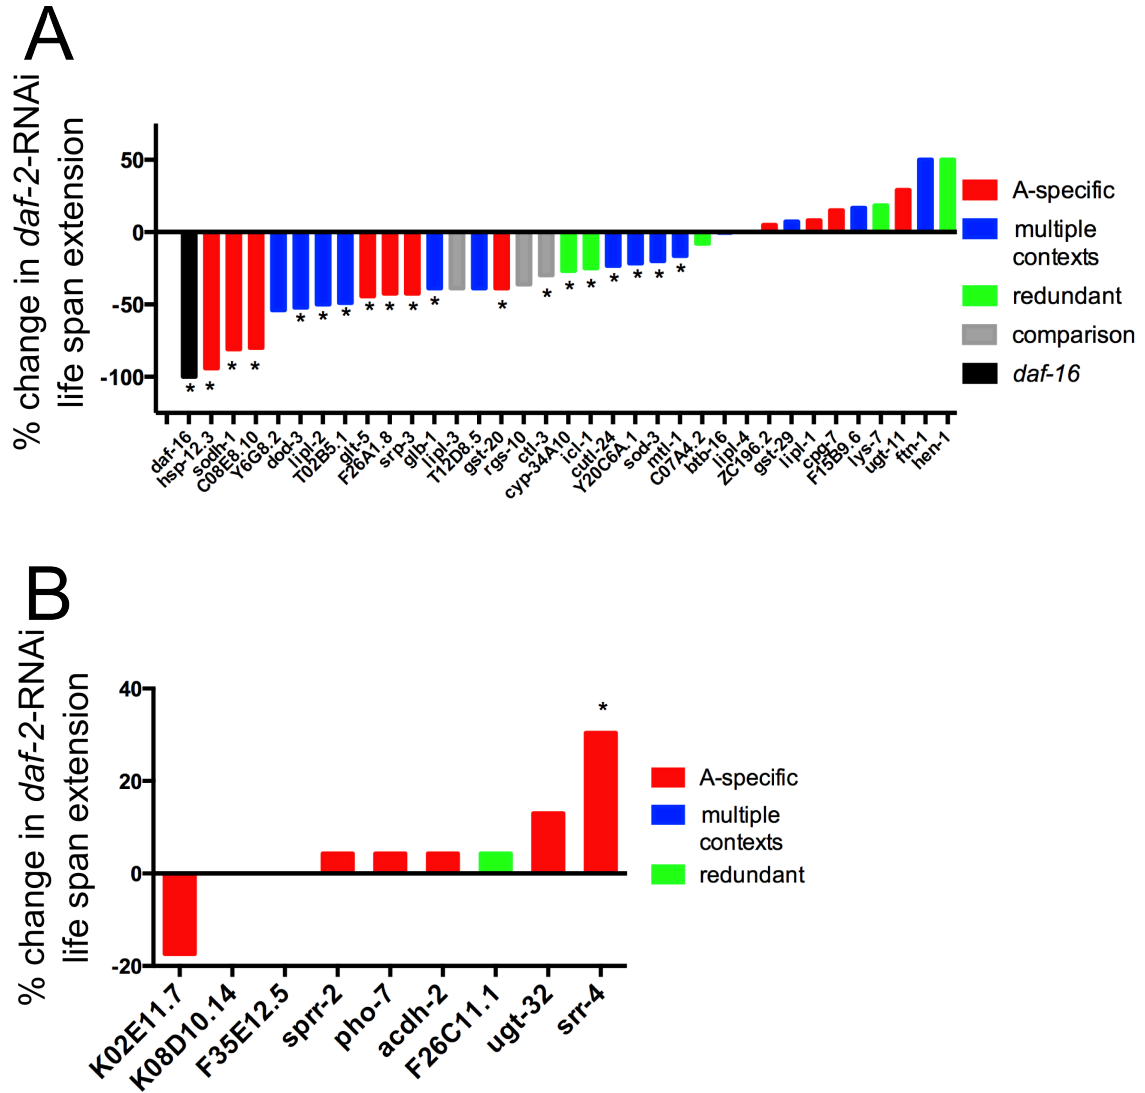 A
% change in daf-2-RNAi
life span extension
50
0
-50
-100
* * * * * * * * * * * * * * * * * * * *
daf-16
hsp-12.3
sodh-1
C08E8.10
Y6G8.2
dod-3
lipl-2
T02B5.1
glt-5
F26A1.8
srp-3
glb-1
lipl-3
T12D8.5
gst-20
rgs-10
ctl-3
cyp-34A10
icl-1
cutl-24
Y20C6A.1
sod-3
mtl-1
C07A4.2
btb-16
lipl-4
ZC196.2
gst-29
lipl-1
cpg-7
F15B9.6
lys-7
ugt-11
ftn-1
hen-1
A-specific
multiple
contexts
redundant
comparison
daf-16
B
% change in daf-2-RNAi
life span extension
40
20
0
-20
*
K02E11.7
K08D10.14
F35E12.5
sprr-2
pho-7
acdh-2
F26C11.1
ugt-32
srr-4
A-specific
multiple
contexts
redundant